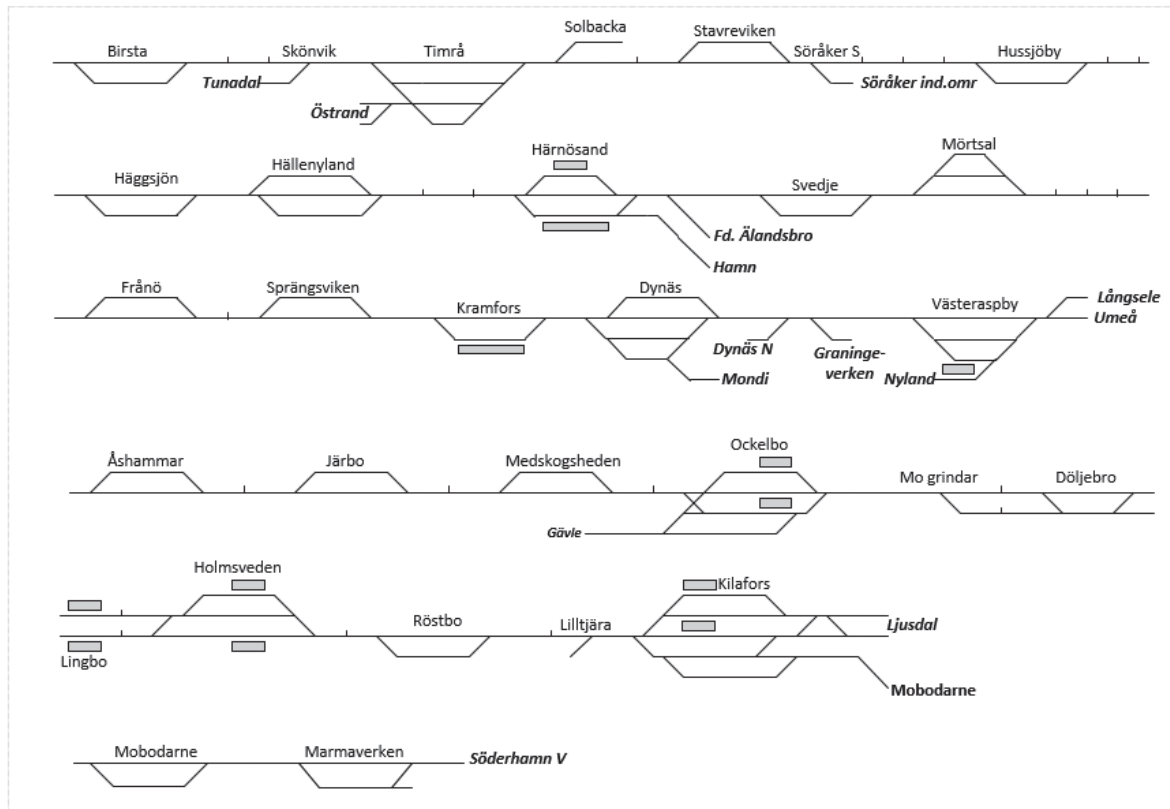 Solbacka
Stavreviken
Birsta
Skönvik
Timrå
Söråker S
Hussjöby
Tunadal
Söråker ind.omr
Östrand
Härnösand
Mörtsal
Hällenyland
Häggsjön
Svedje
Fd. Älandsbro
Hamn
Frånö
Sprängsviken
Dynäs
Kramfors
Västeraspby
Långsele
Umeå
Dynäs N
Graninge-
verken
Mondi
Nyland
Ockelbo
Åshammar
Järbo
Medskogsheden
Mo grindar
Döljebro
Gävle
Holmsveden
Kilafors
Röstbo
Lilltjära
Ljusdal
Lingbo
Mobodarne
Mobodarne
Marmaverken
Söderhamn V